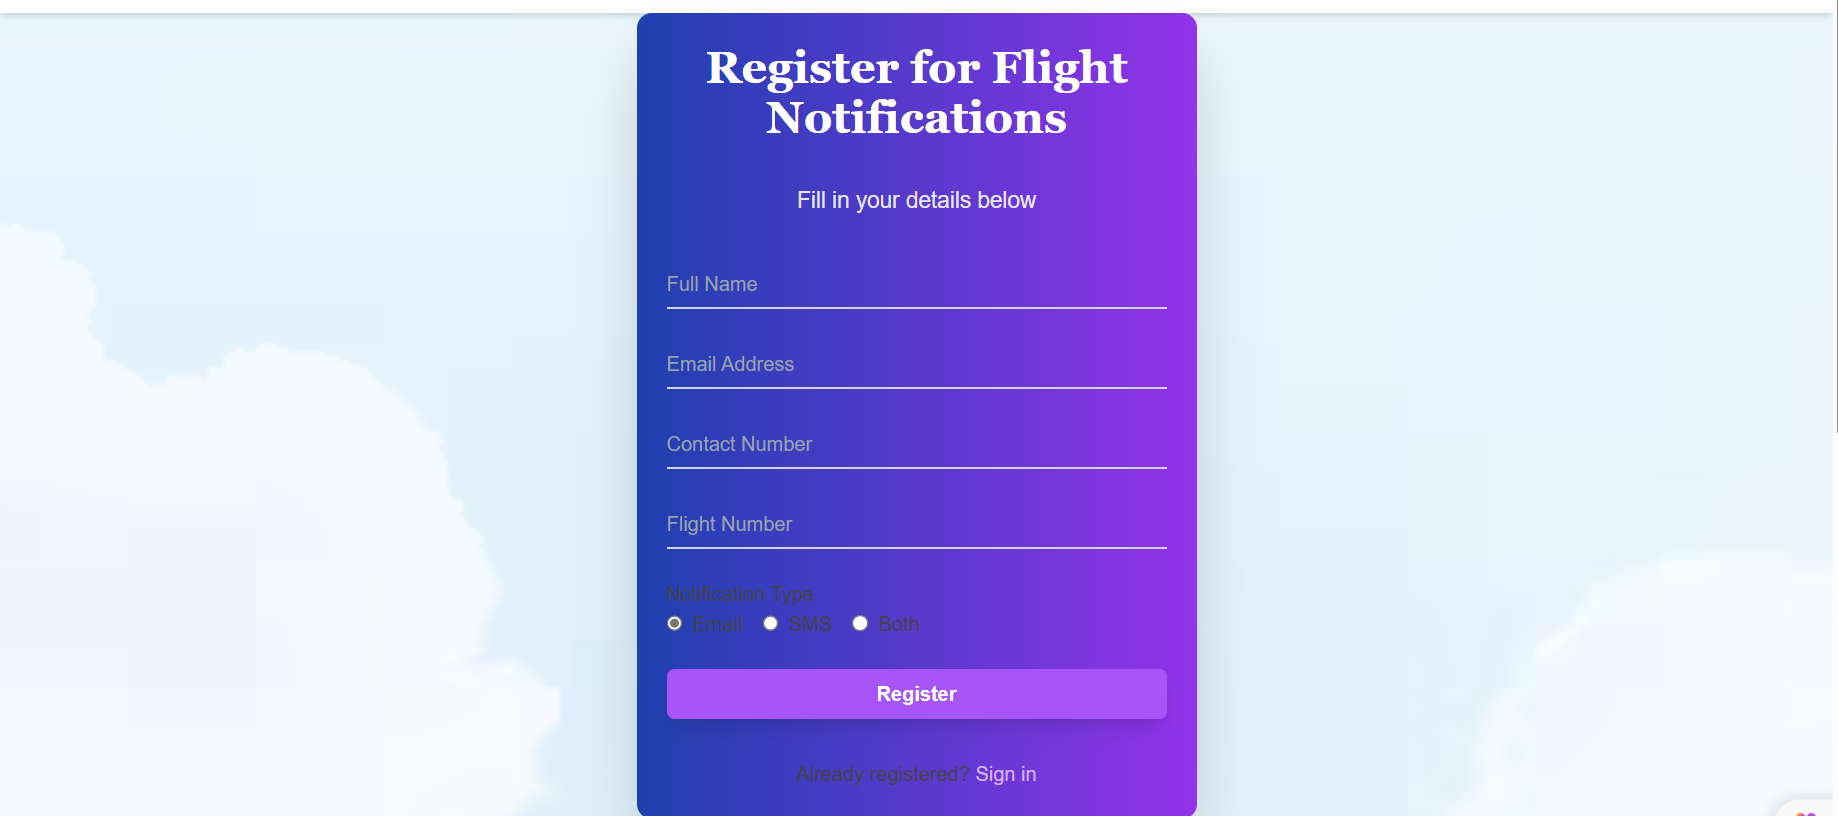 Register for Flight
Notifications
Fill in your details below
Full Name
Email Address
Contact Number
Flight Number
Notification Type
Email SMS Both
Register
Already registered? Sign in